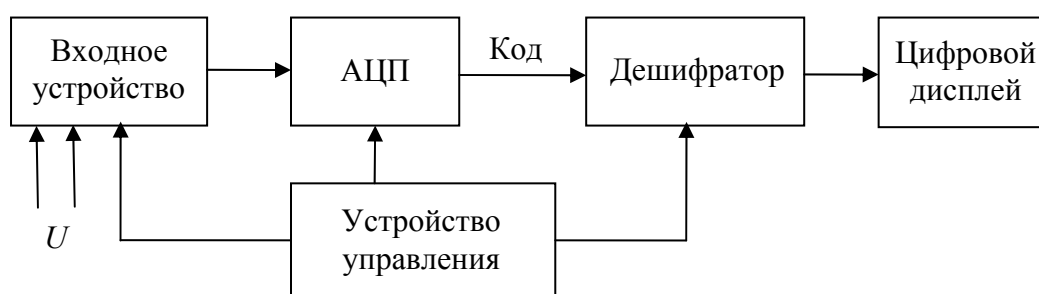 Входное
устройство
АЦП
Код
Дешифратор
Цифровой
дисплей
U
Устройство
управления